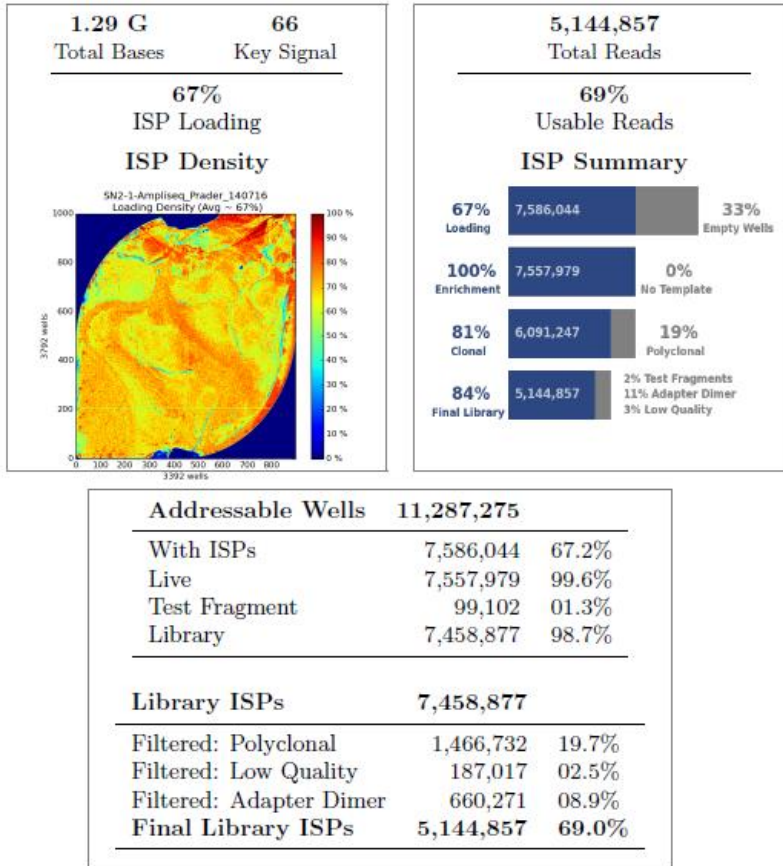 1.29 G 66
Total Bases Key Signal
67%
ISP Loading
ISP Density
SN2-1-Ampliseq_Prader_140716
Loading Density (Avg ~ 67%)
1000
800
600
400
200
0
3792 wells
0 100 200 300 400 500 600 700 800
3392 wells
100 %
90 %
80 %
70 %
60 %
50 %
40 %
30 %
20 %
10 %
0 %
5,144,857
Total Reads
69%
Usable Reads
ISP Summary
67% 7,586,044 33%
Loading Empty Wells
100% 7,557,979 0%
Enrichment No Template
81% 6,091,247 19%
Clonal Polyclonal
84% 5,144,857 2% Test Fragments
11% Adapter Dimer
Final Library 3% Low Quality
Addressable Wells 11,287,275
With ISPs 7,586,044 67.2%
Live 7,557,979 99.6%
Test Fragment 99,102 01.3%
Library 7,458,877 98.7%
Library ISPs 7,458,877
Filtered: Polyclonal 1,466,732 19.7%
Filtered: Low Quality 187,017 02.5%
Filtered: Adapter Dimer 660,271 08.9%
Final Library ISPs 5,144,857 69.0%